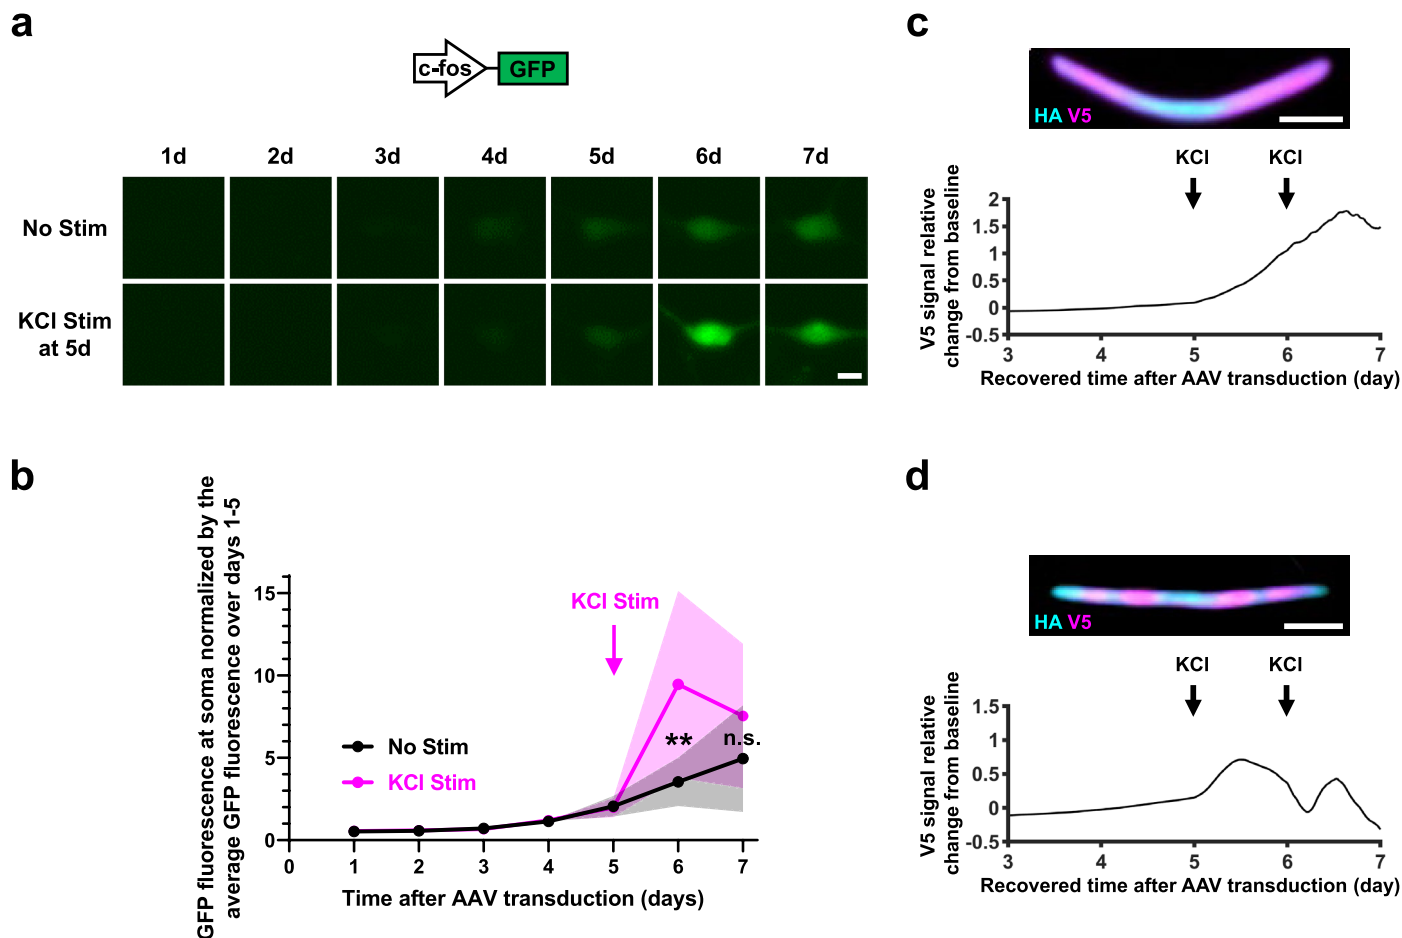 a
c-fos
GFP
1d 2d 3d 4d 5d 6d 7d
No Stim
KCl Stim
at 5d
b
GFP fluorescence at soma normalized by the
average GFP fluorescence over days 1-5
15
10
5
0
KCl Stim
No Stim
KCl Stim
**
n.s.
0 1 2 3 4 5 6 7
Time after AAV transduction (days)
c
HA V5
KCl KCl
V5 signal relative
change from baseline
2
1.5
1
0.5
0
-0.5
3 4 5 6 7
Recovered time after AAV transduction (day)
d
HA V5
KCl KCl
V5 signal relative
change from baseline
1.5
1
0.5
0
-0.5
3 4 5 6 7
Recovered time after AAV transduction (day)